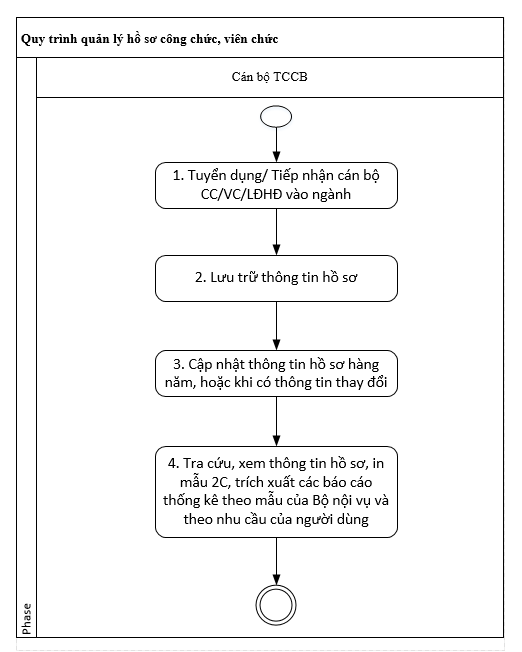 Quy trình quản lý hồ sơ công chức, viên chức
Cán bộ TCCB
1. Tuyển dụng/ Tiếp nhận cán bộ
CC/VC/LĐHĐ vào ngành
2. Lưu trữ thông tin hồ sơ
3. Cập nhật thông tin hồ sơ hàng
năm, hoặc khi có thông tin thay đổi
4. Tra cứu, xem thông tin hồ sơ, in
mẫu 2C, trích xuất các báo cáo
thống kê theo mẫu của Bộ nội vụ và
theo nhu cầu của người dùng
Phase